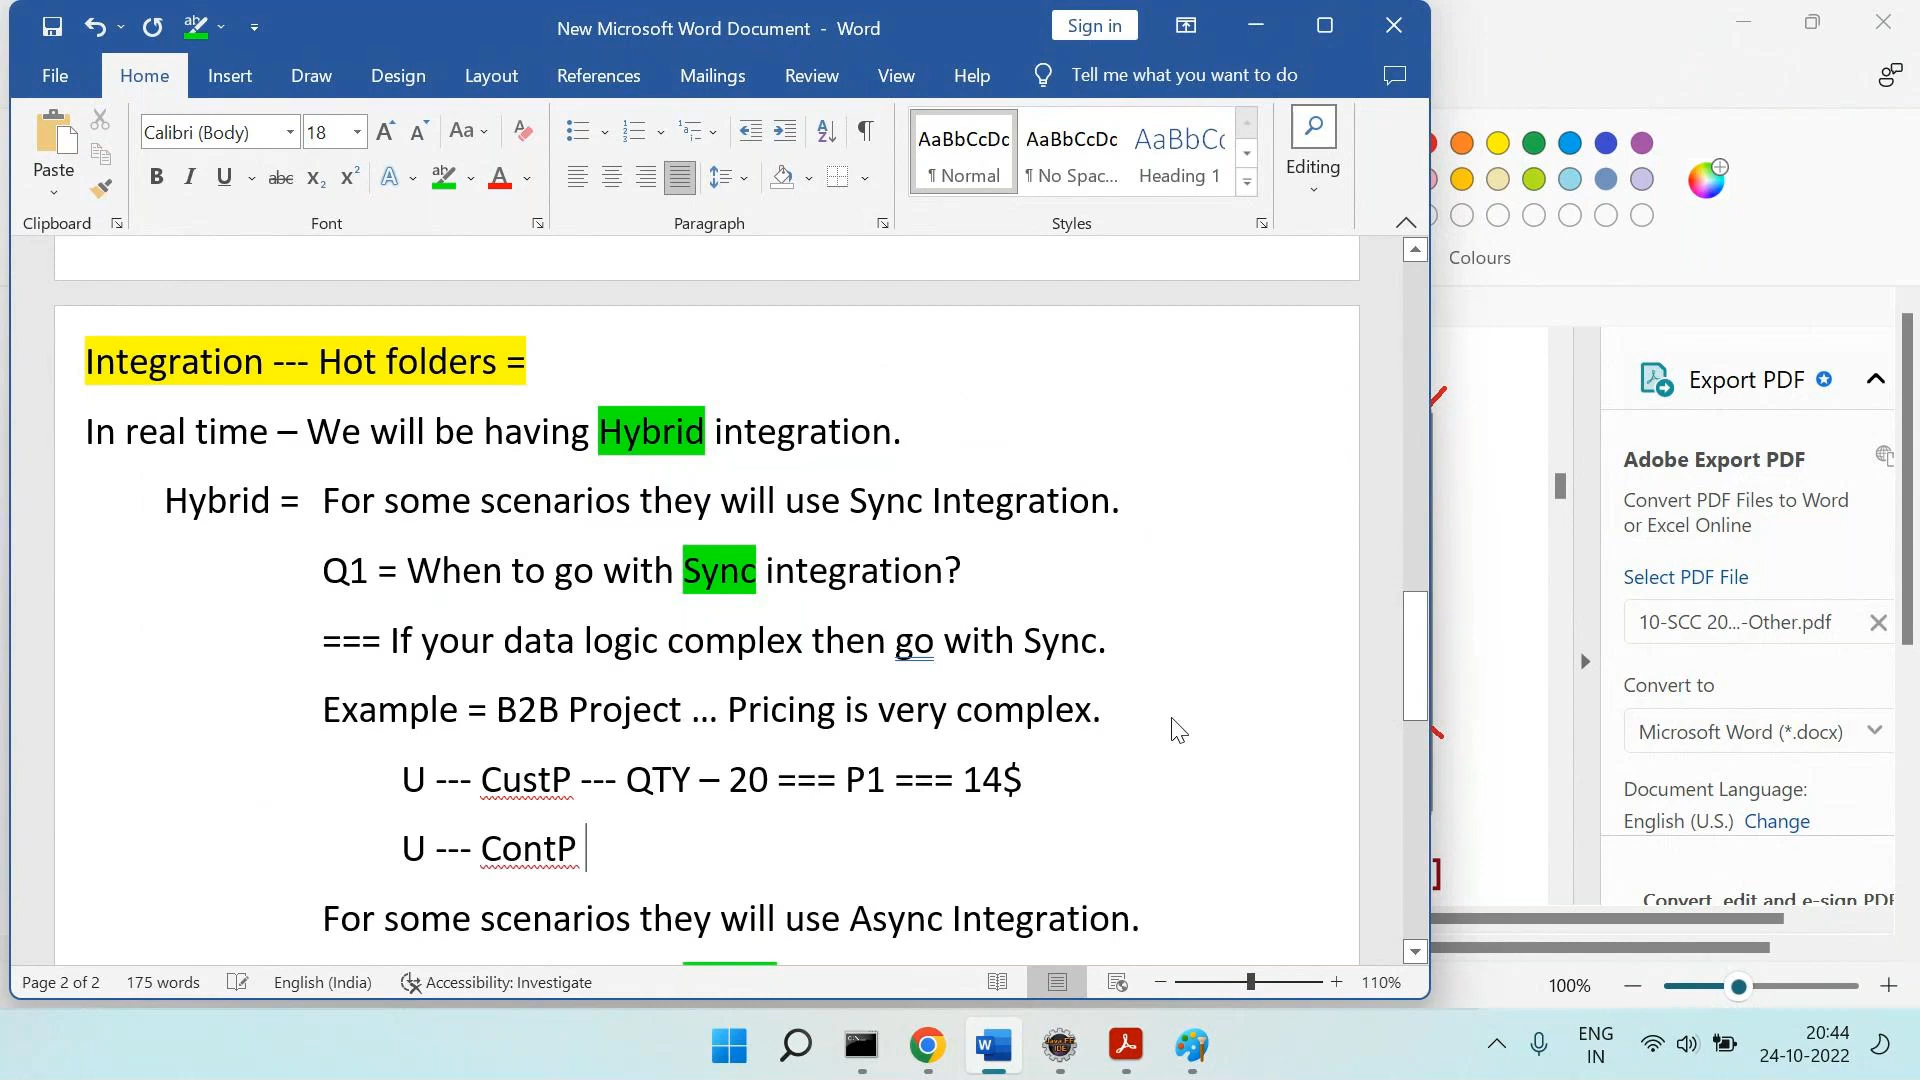 New Microsoft Word Document - Word
Sign in
File Home Insert Draw Design Layout References Mailings Review View Help Tell me what you want to do
Paste
Calibri (Body) 18
Aa
AaBbCcDc AaBbCcDc AaBbCc
¶ Normal ¶ No Spac... Heading 1
Editing
Clipboard Font Paragraph Styles
Colours
Integration --- Hot folders =
In real time – We will be having Hybrid integration.
Hybrid = For some scenarios they will use Sync Integration.
Q1 = When to go with Sync integration?
=== If your data logic complex then go with Sync.
Example = B2B Project ... Pricing is very complex.
U --- CustP --- QTY – 20 === P1 === 14$
U --- ContP
For some scenarios they will use Async Integration.
Export PDF
Adobe Export PDF
Convert PDF Files to Word
or Excel Online
Select PDF File
10-SCC 20...-Other.pdf
Convert to
Microsoft Word (*.docx)
Document Language:
English (U.S.) Change
Convert, edit and e-sign PDF
Page 2 of 2 175 words English (India) Accessibility: Investigate 110%
100%
ENG
IN
20:44
24-10-2022